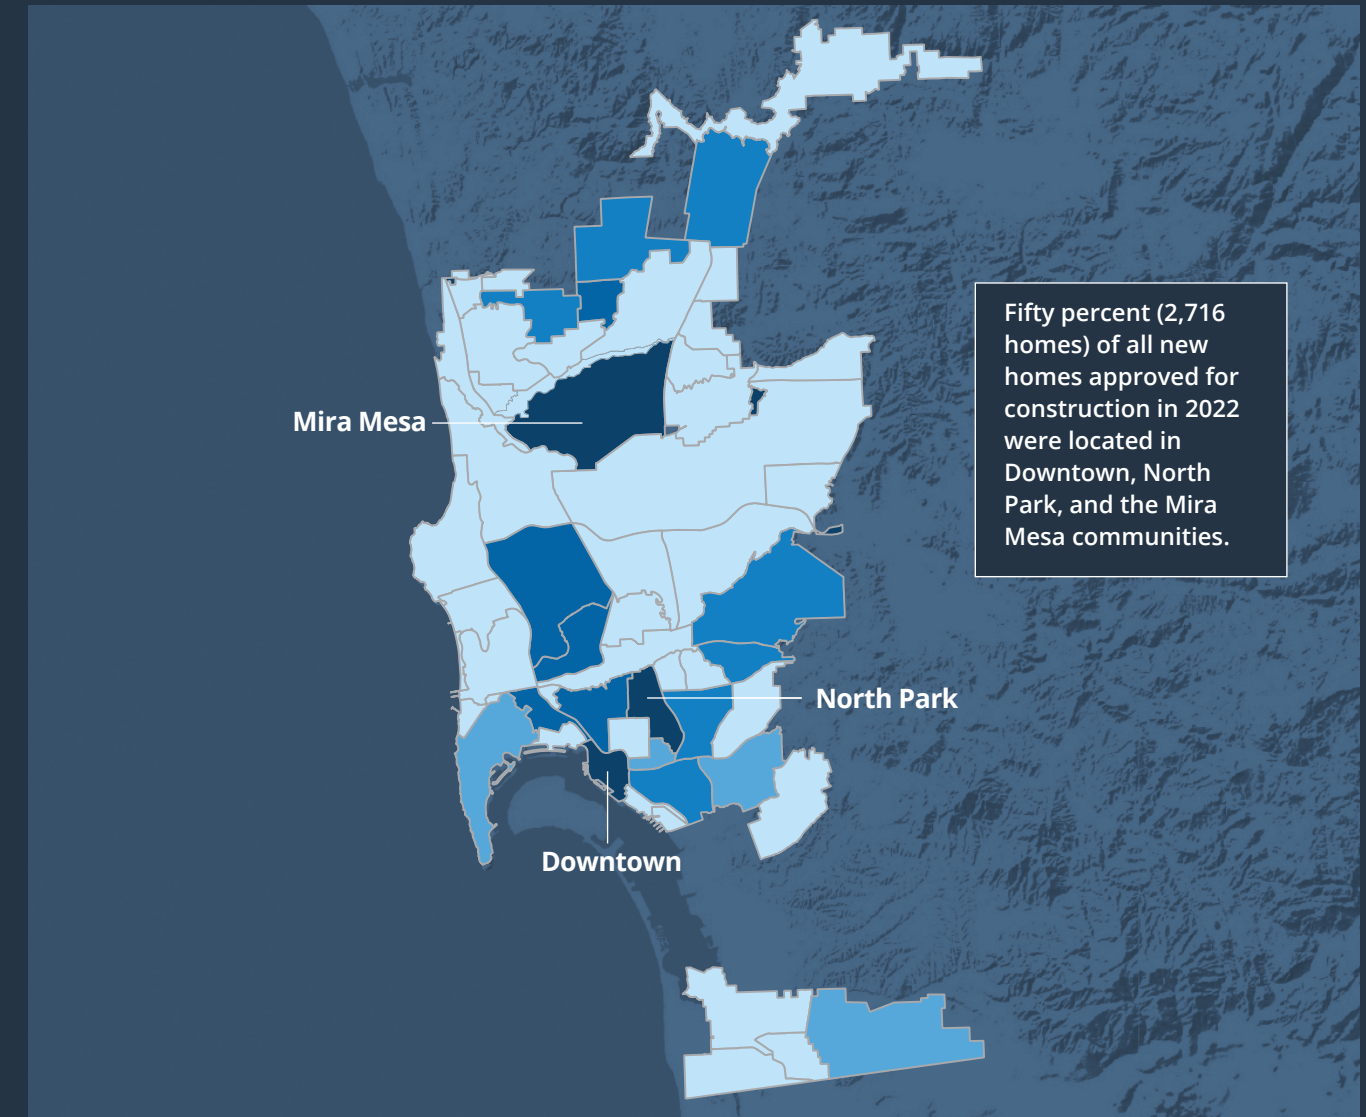 Fifty percent (2,716
homes) of all new
homes approved for
construction in 2022
were located in
Downtown, North
Park, and the Mira
Mesa communities.
Mira Mesa
North Park
Downtown